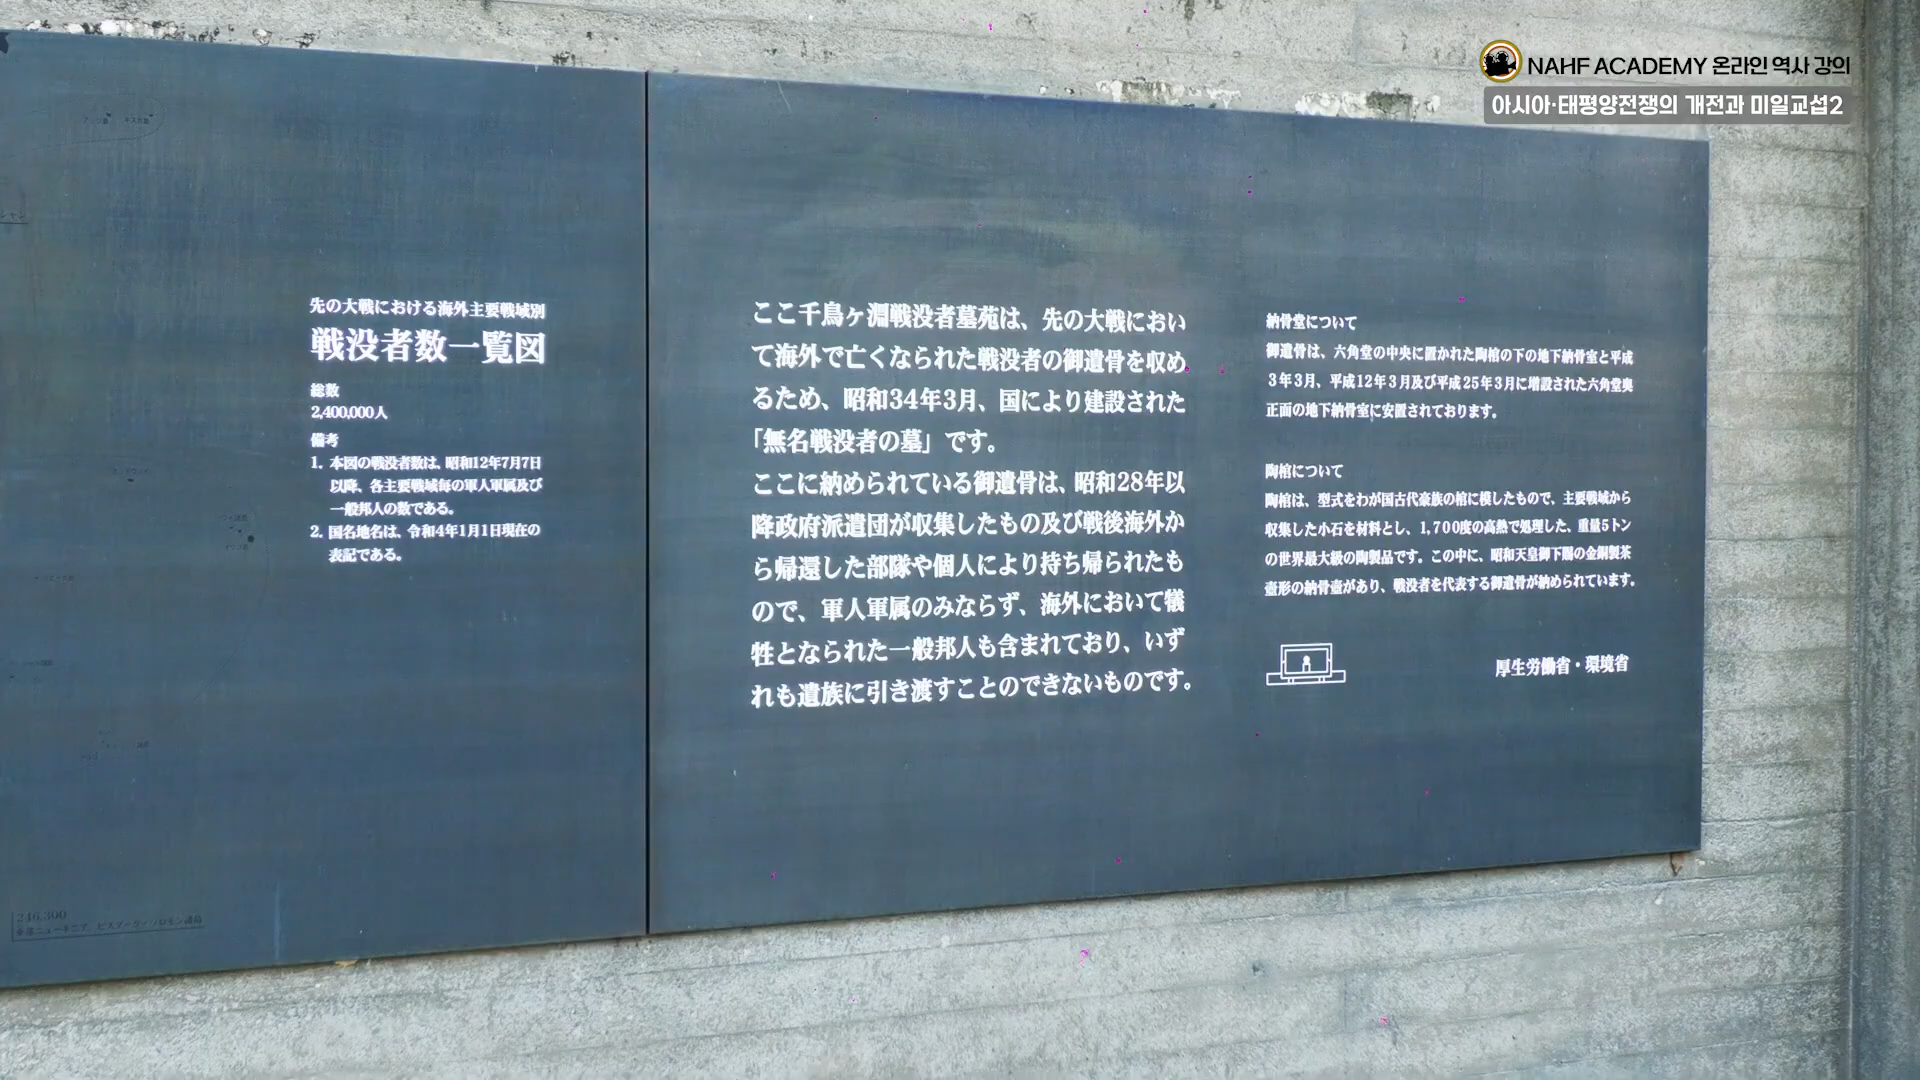 NAHF ACADEMY 온라인 역사 강의
아시아·태평양전쟁의 개전과 미일교섭2
先の大戦における海外主要戦域別
戦没者数一覧図
総数
2,400,000人
備考
1. 本図の戦没者数は、昭和12年7月7日
以降、各主要戦域毎の軍人軍属及び
一般邦人の数である。
2. 国名地名は、令和4年1月1日現在の
表記である。
246,300
ここ千鳥ヶ淵戦没者墓苑は、先の大戦におい
て海外で亡くなられた戦没者の御遺骨を収め
るため、昭和34年3月、国により建設された
「無名戦没者の墓」です。
ここに納められている御遺骨は、昭和28年以
降政府派遣団が収集したもの及び戦後海外か
ら帰還した部隊や個人により持ち帰られたも
ので、軍人軍属のみならず、海外において犠
牲となられた一般邦人も含まれており、いず
れも遺族に引き渡すことのできないものです。
納骨堂について
御遺骨は、六角堂の中央に置かれた陶棺の下の地下納骨室と平成
3年3月、平成12年3月及び平成25年3月に増設された六角堂奥
正面の地下納骨室に安置されております。
陶棺について
陶棺は、型式をわが国古代豪族の棺に模したもので、主要戦域から
収集した小石を材料とし、1,700度の高熱で処理した、重量5トン
の世界最大級の陶製品です。この中に、昭和天皇御下賜の金銅製茶
壺形の納骨壺があり、戦没者を代表する御遺骨が納められています。
厚生労働省・環境省